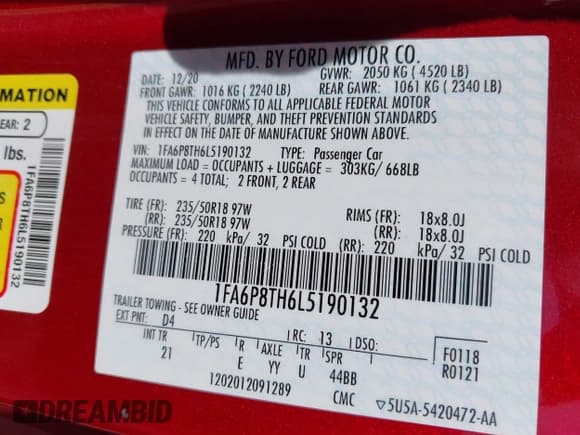 MFD. BY FORD MOTOR CO.
DATE: 12/20 GVWR: 2050 KG ( 4520 LB)
FRONT GAWR: 1016 KG ( 2240 LB) REAR GAWR: 1061 KG ( 2340 LB)
THIS VEHICLE CONFORMS TO ALL APPLICABLE FEDERAL MOTOR
VEHICLE SAFETY, BUMPER, AND THEFT PREVENTION STANDARDS
IN EFFECT ON THE DATE OF MANUFACTURE SHOWN ABOVE.
VIN: 1FA6P8TH6L5190132 TYPE: Passenger Car
MAXIMUM LOAD = OCCUPANTS + LUGGAGE = 303KG/ 668LB
OCCUPANTS = 4 TOTAL; 2 FRONT, 2 REAR
TIRE (FR): 235/50R18 97W RIMS (FR): 18x8.0J
(RR): 235/50R18 97W (RR): 18x8.0J
PRESSURE (FR): 220 kPa/ 32 PSI COLD (RR): 220 kPa/ 32 PSI COLD
1FA6P8TH6L5190132
TRAILER TOWING - SEE OWNER GUIDE
EXT PNT: D4 RC: 13 DSO:
INT TR TP/PS R AXLE TR SPR
21 E YY U 44BB
F0118
R0121
1202012091289 CMC ▽5U5A-5420472-AA
RMATION
EAR: 2
lbs.
1FA6P8TH6L5190132
DREAMBID